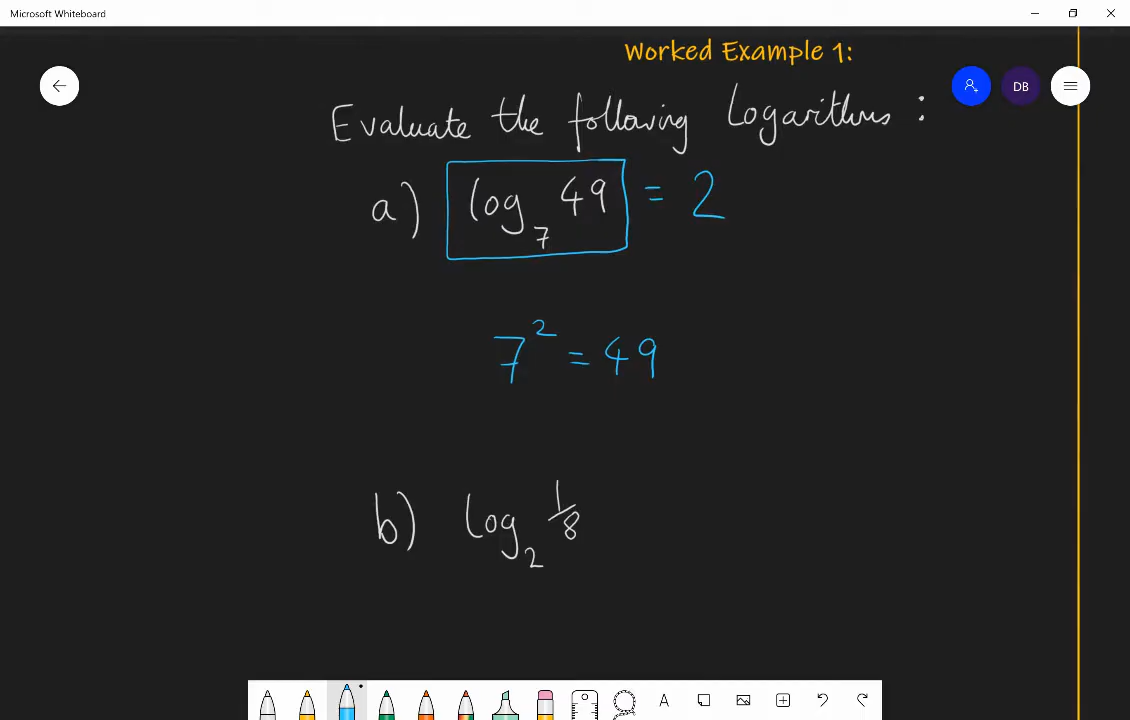 Microsoft Whiteboard
Worked Example 1:
DB
Evaluate the following Logarithms :
a) log₇ 49 = 2
7² = 49
b) log₂ 1/8
A